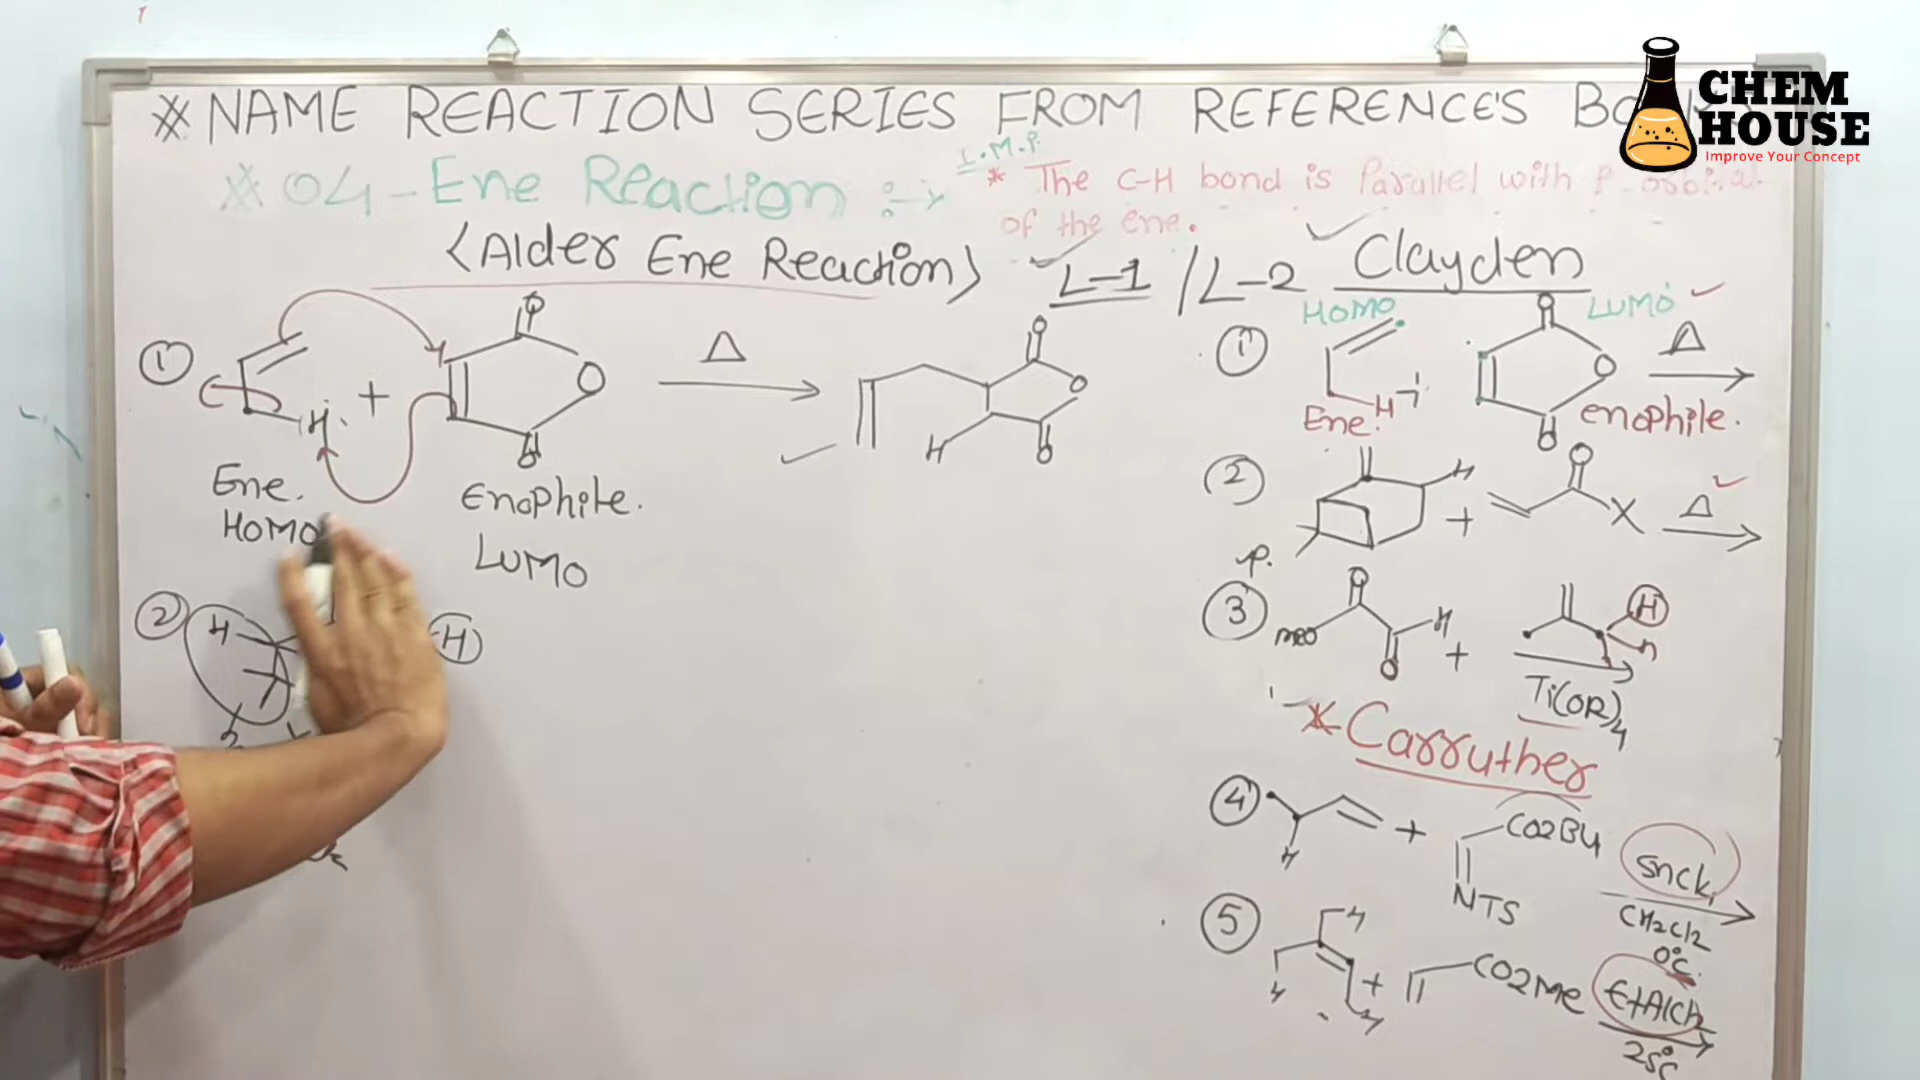 * NAME REACTION SERIES FROM REFERENCE'S BOOK
CHEM
HOUSE
Improve Your Concept
* 04 - Ene Reaction :->
I.M.P.
* The C-H bond is Parallel with P-orbital
of the ene.
<Alder Ene Reaction>
L-1 / L-2 Clayden
1
H
+
O
O
O
Δ
H
O
O
O
Ene.
HOMO
Enophile.
LUMO
2
H
H
1
HOMO
LUMO
H
+
O
O
O
Δ
Ene.
enophile.
2
H
+
O
X
Δ
3
O
MeO
H
O
+
H
Ti(OR)4
* Carruther
4
H
+
CO2Bu
NTS
CH2Cl2
0°C
5
H
H
H
+
CO2Me
EtAlCl2
25°C